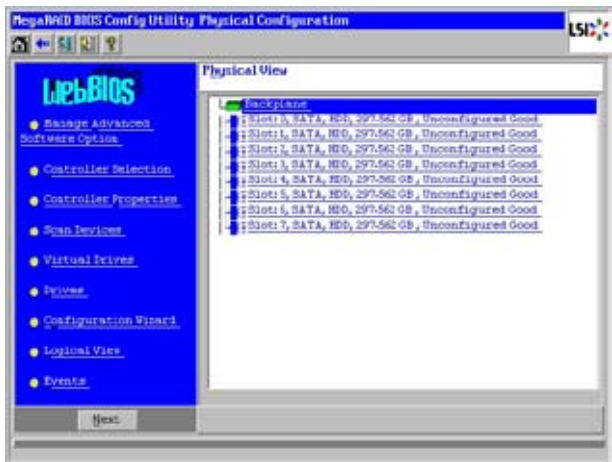 MegaRAID BIOS Config Utility Physical Configuration
LSI
WebBIOS
Physical View
Backplane
Slot: 0, SATA, HDD, 297.562 GB, Unconfigured Good
Slot: 1, SATA, HDD, 297.562 GB, Unconfigured Good
Slot: 2, SATA, HDD, 297.562 GB, Unconfigured Good
Slot: 3, SATA, HDD, 297.562 GB, Unconfigured Good
Slot: 4, SATA, HDD, 297.562 GB, Unconfigured Good
Slot: 5, SATA, HDD, 297.562 GB, Unconfigured Good
Slot: 6, SATA, HDD, 297.562 GB, Unconfigured Good
Slot: 7, SATA, HDD, 297.562 GB, Unconfigured Good
Manage Advanced
Software Option
Controller Selection
Controller Properties
Scan Devices
Virtual Drives
Drives
Configuration Wizard
Logical View
Events
Next